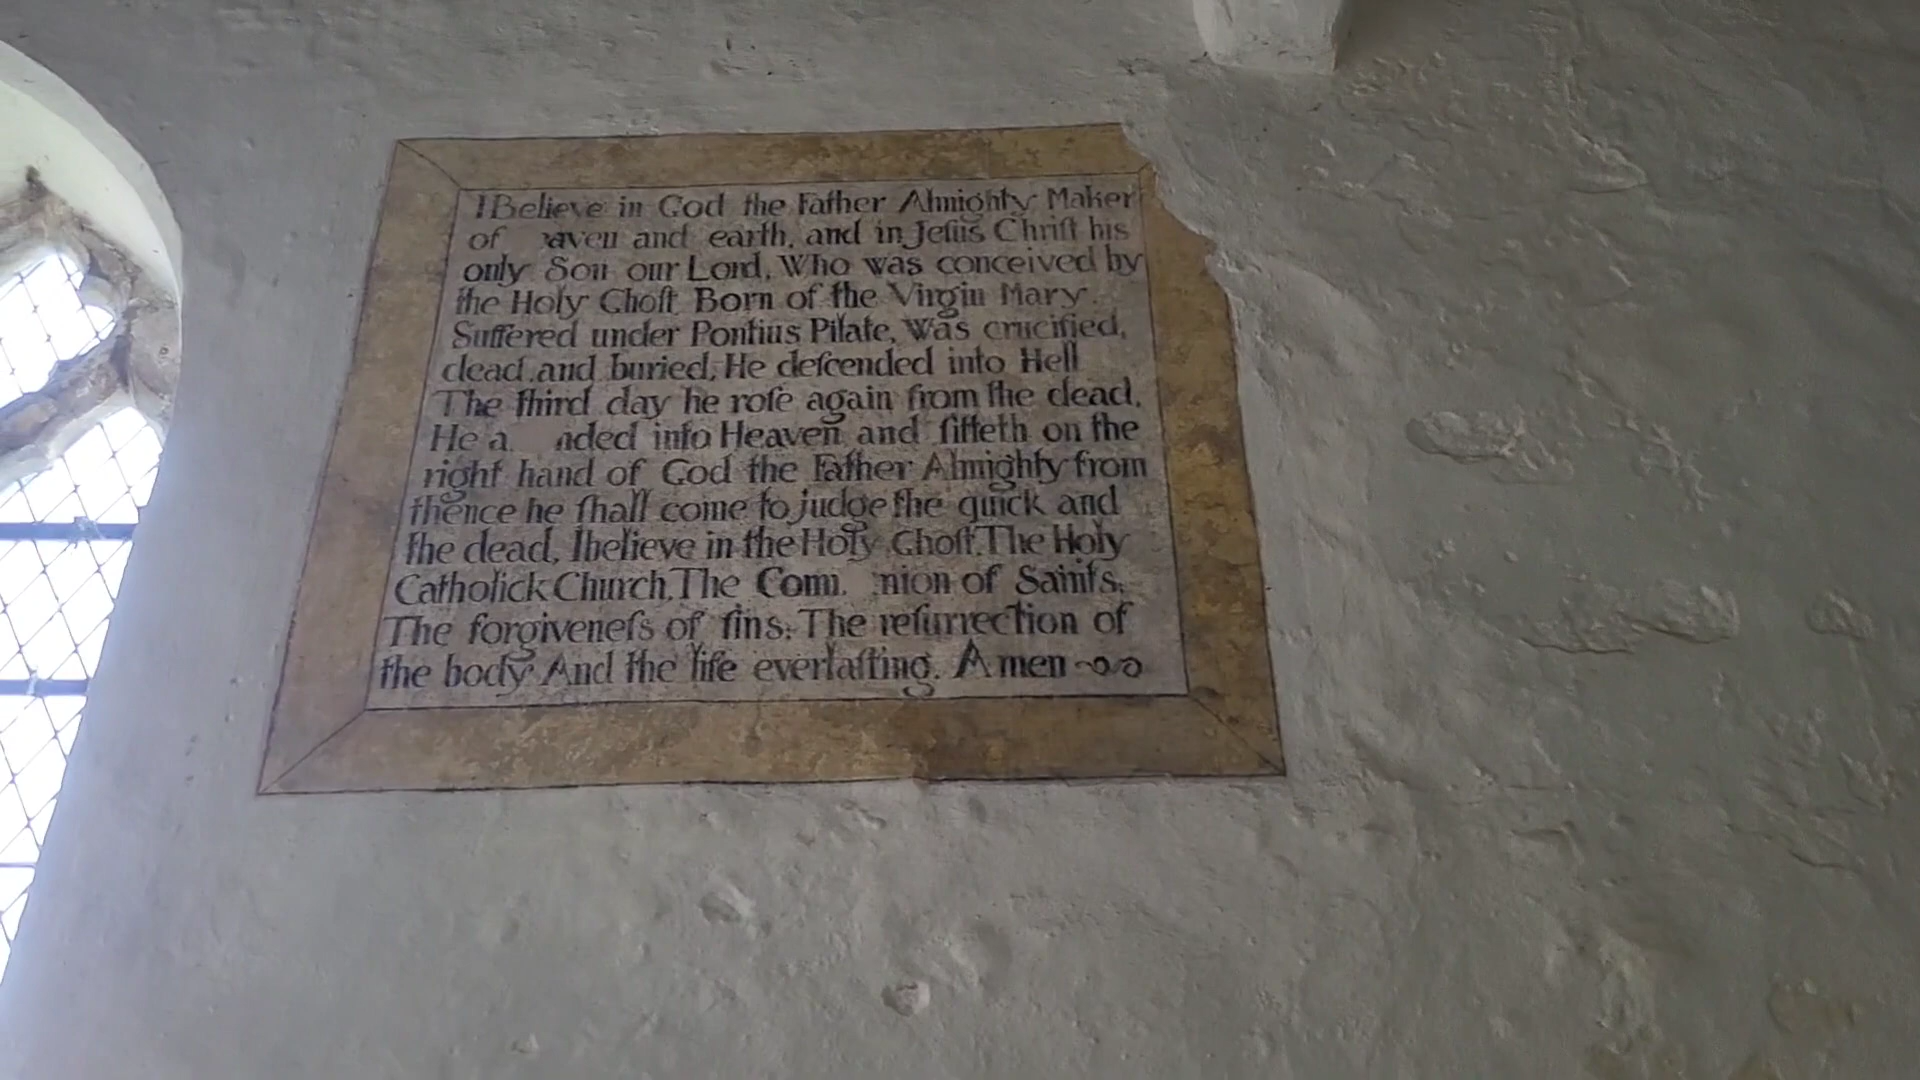 I Believe in God the Father Almighty Maker
of aven and earth, and in Jeſus Chriſt his
only Son our Lord, Who was conceived by
the Holy Ghoſt Born of the Virgin Mary.
Suffered under Pontius Pilate, Was crucified,
dead, and buried; He deſcended into Hell
The third day he roſe again from the dead,
He a nded into Heaven and ſitteth on the
right hand of God the Father Almighty from
thence he ſhall come to judge the quick and
the dead, I believe in the Holy Ghoſt, The Holy
Catholick Church, The Com nion of Saints,
The forgiveneſs of ſins: The reſurrection of
the body And the life everlaſting. Amen